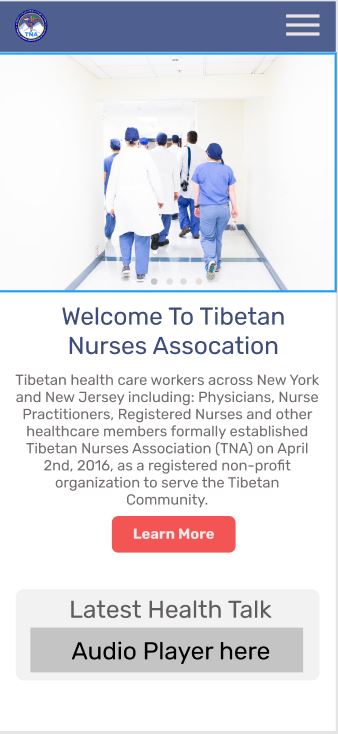 TNA
Welcome To Tibetan
Nurses Assocation
Tibetan health care workers across New York
and New Jersey including: Physicians, Nurse
Practitioners, Registered Nurses and other
healthcare members formally established
Tibetan Nurses Association (TNA) on April
2nd, 2016, as a registered non-profit
organization to serve the Tibetan
Community.
Learn More
Latest Health Talk
Audio Player here